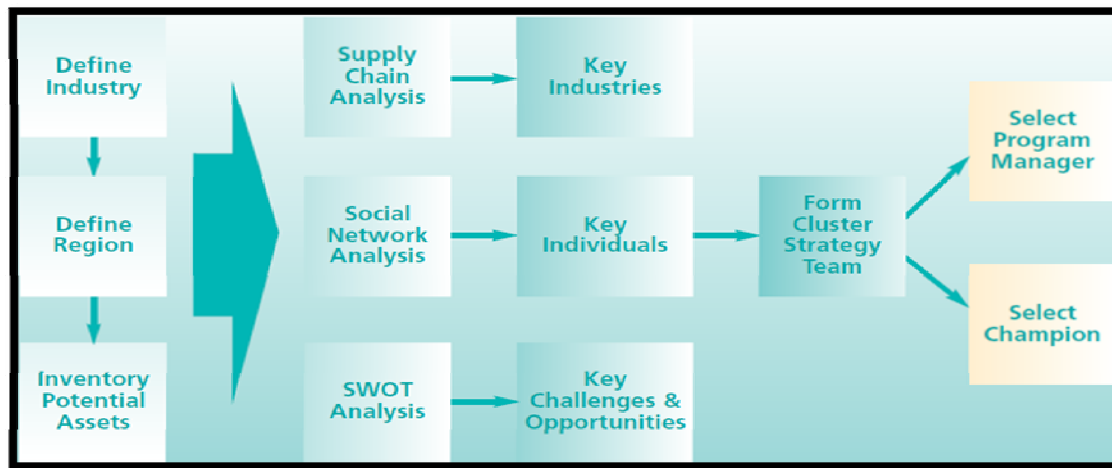 Define
Industry
Define
Region
Inventory
Potential
Assets
Supply
Chain
Analysis
Key
Industries
Social
Network
Analysis
Key
Individuals
SWOT
Analysis
Key
Challenges &
Opportunities
Form
Cluster
Strategy
Team
Select
Program
Manager
Select
Champion